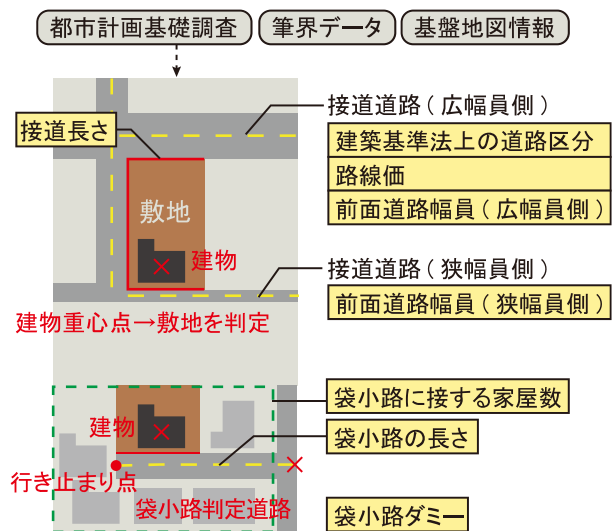 都市計画基礎調査
筆界データ
基盤地図情報
接道道路(広幅員側)
接道長さ
建築基準法上の道路区分
路線価
前面道路幅員(広幅員側)
敷地
建物
接道道路(狭幅員側)
前面道路幅員(狭幅員側)
建物重心点→敷地を判定
袋小路に接する家屋数
建物
袋小路の長さ
行き止まり点
袋小路判定道路
袋小路ダミー